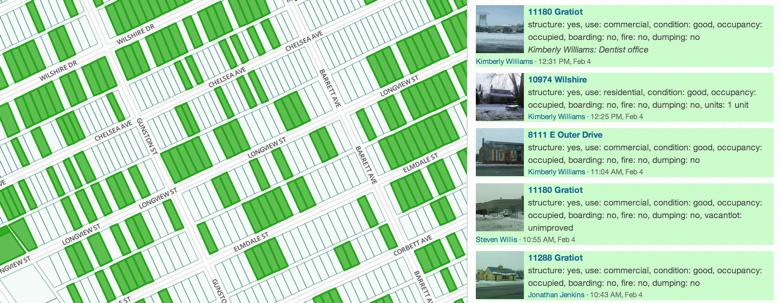 WILSHIRE DR
WILSHIRE DR
CHELSEA AVE
CHELSEA AVE
CHELSEA AVE
BARRETT AVE
LONGVIEW ST
GUNSTON ST
LONGVIEW ST
BARRETT AVE
ELMDALE ST
LONGVIEW ST
LONGVIEW ST
ELMDALE ST
CORBETT AVE
NGVIEW ST
GUNSTO
BARRETT A
11180 Gratiot
structure: yes, use: commercial, condition: good, occupancy:
occupied, boarding: no, fire: no, dumping: no
Kimberly Williams: Dentist office
Kimberly Williams · 12:31 PM, Feb 4
10974 Wilshire
structure: yes, use: residential, condition: good, occupancy:
occupied, boarding: no, fire: no, dumping: no, units: 1 unit
Kimberly Williams · 12:25 PM, Feb 4
8111 E Outer Drive
structure: yes, use: commercial, condition: good, occupancy:
occupied, boarding: no, fire: no, dumping: no
Kimberly Williams · 11:04 AM, Feb 4
11180 Gratiot
structure: yes, use: commercial, condition: good, occupancy:
occupied, boarding: no, fire: no, dumping: no, vacantlot:
unimproved
Steven Willis · 10:55 AM, Feb 4
11288 Gratiot
structure: yes, use: commercial, condition: good, occupancy:
occupied, boarding: no, fire: no, dumping: no
Jonathan Jenkins · 10:43 AM, Feb 4